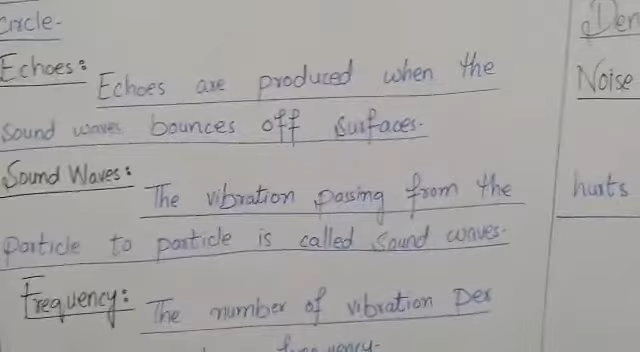 Circle.
Echoes:
Echoes are produced when the
sound waves bounces off surfaces.
Sound Waves:
The vibration passing from the
particle to particle is called sound waves.
Frequency:
The number of vibration per
Noise
hurts